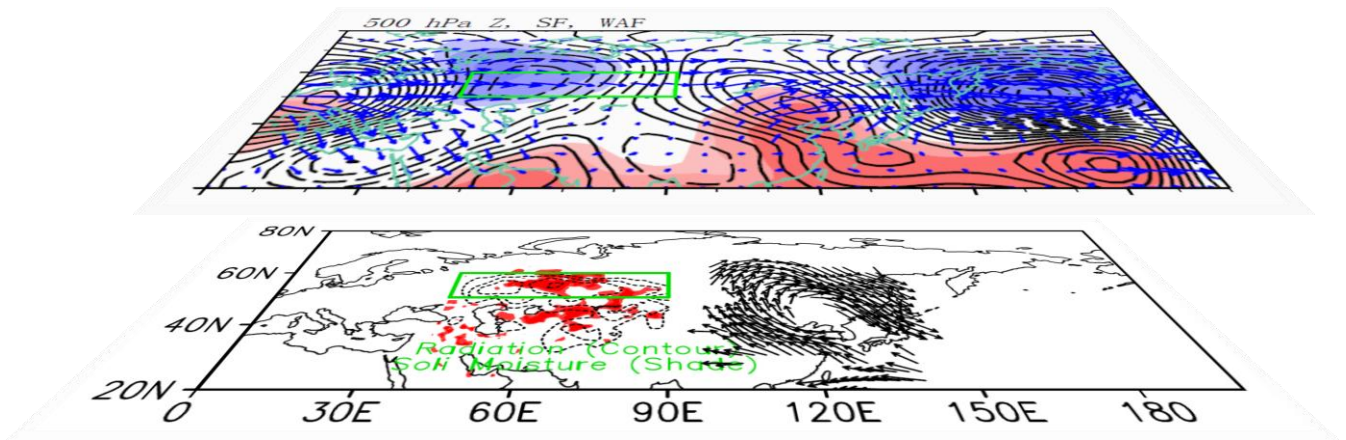 500 hPa Z, SF, WAF
80N
60N
40N
Radiation (Contour)
Soil Moisture (Shade)
20N
0 30E 60E 90E 120E 150E 180